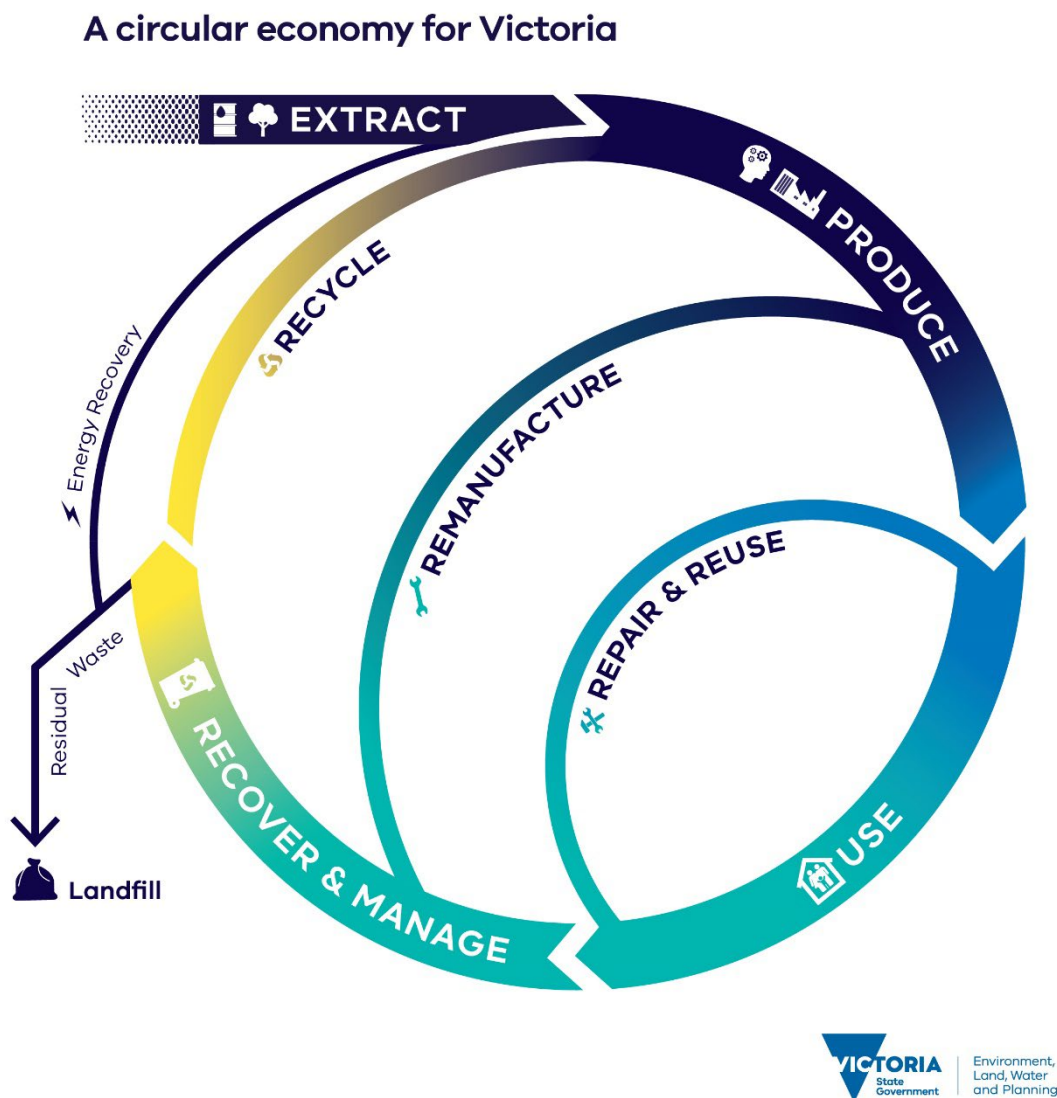 A circular economy for Victoria
EXTRACT
PRODUCE
RECYCLE
REMANUFACTURE
REPAIR & REUSE
Energy Recovery
Residual Waste
RECOVER & MANAGE
USE
Landfill
VICTORIA
State
Government
Environment,
Land, Water
and Planning